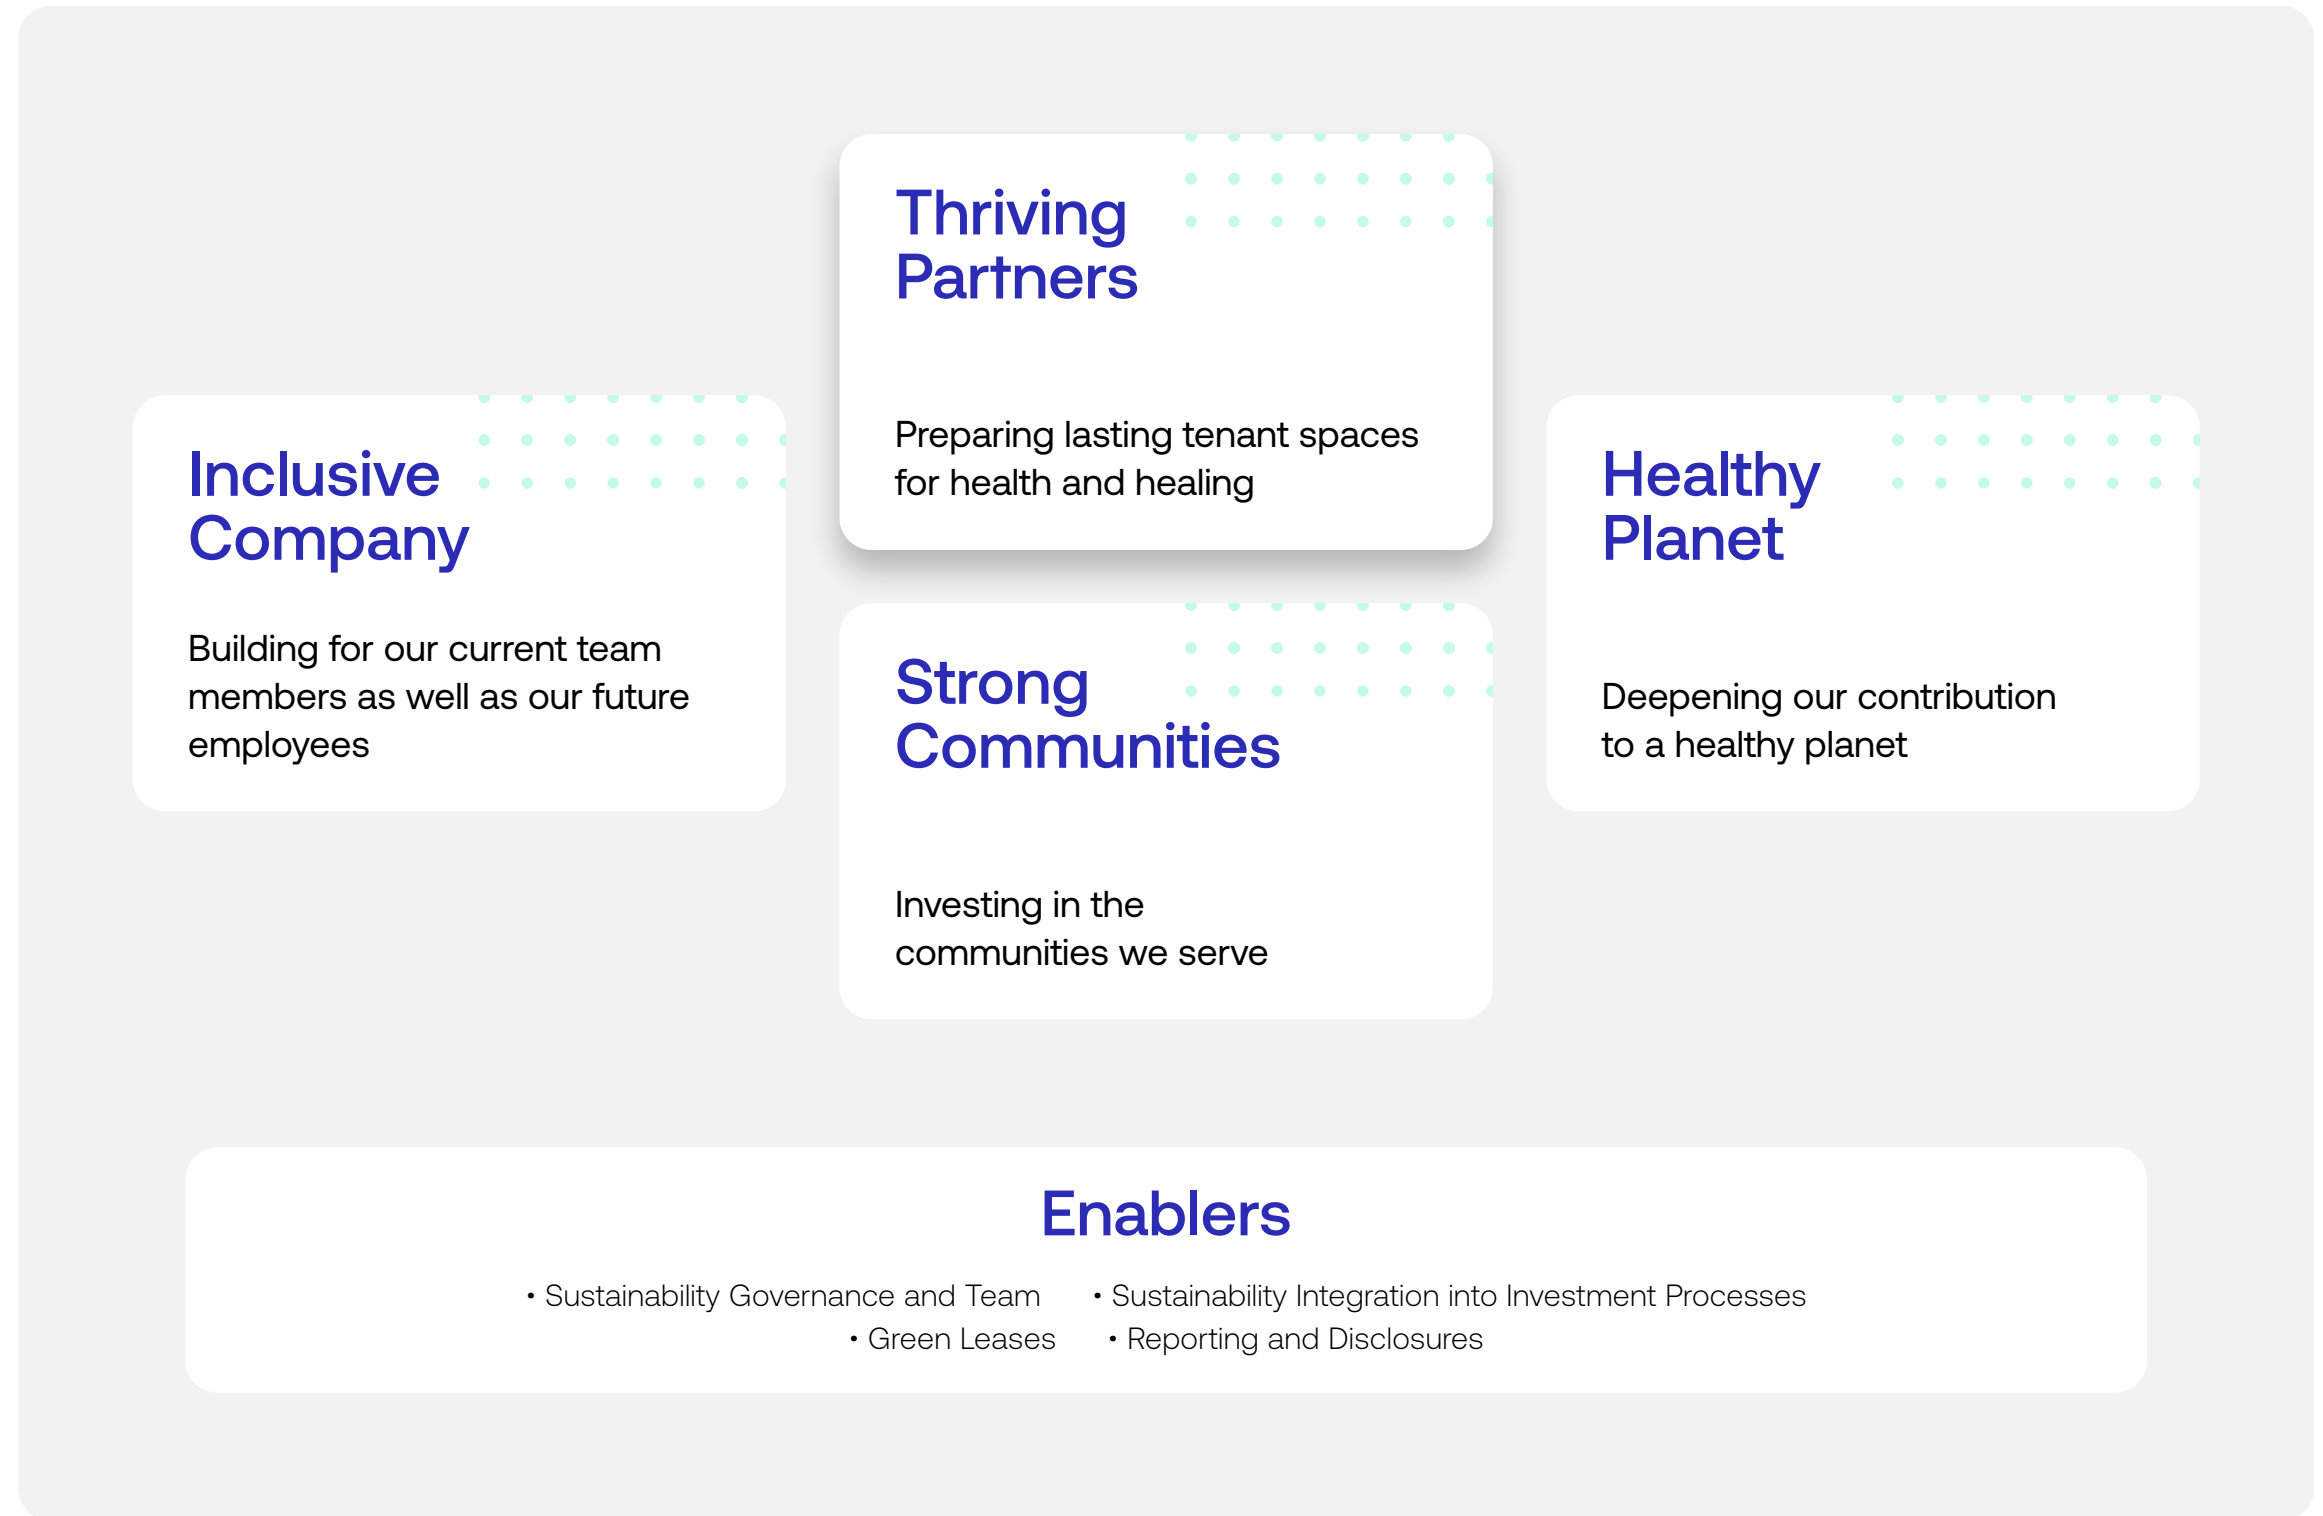 Thriving
Partners
Preparing lasting tenant spaces
for health and healing
Inclusive
Company
Building for our current team
members as well as our future
employees
Strong
Communities
Investing in the
communities we serve
Healthy
Planet
Deepening our contribution
to a healthy planet
Enablers
• Sustainability Governance and Team • Sustainability Integration into Investment Processes
• Green Leases • Reporting and Disclosures